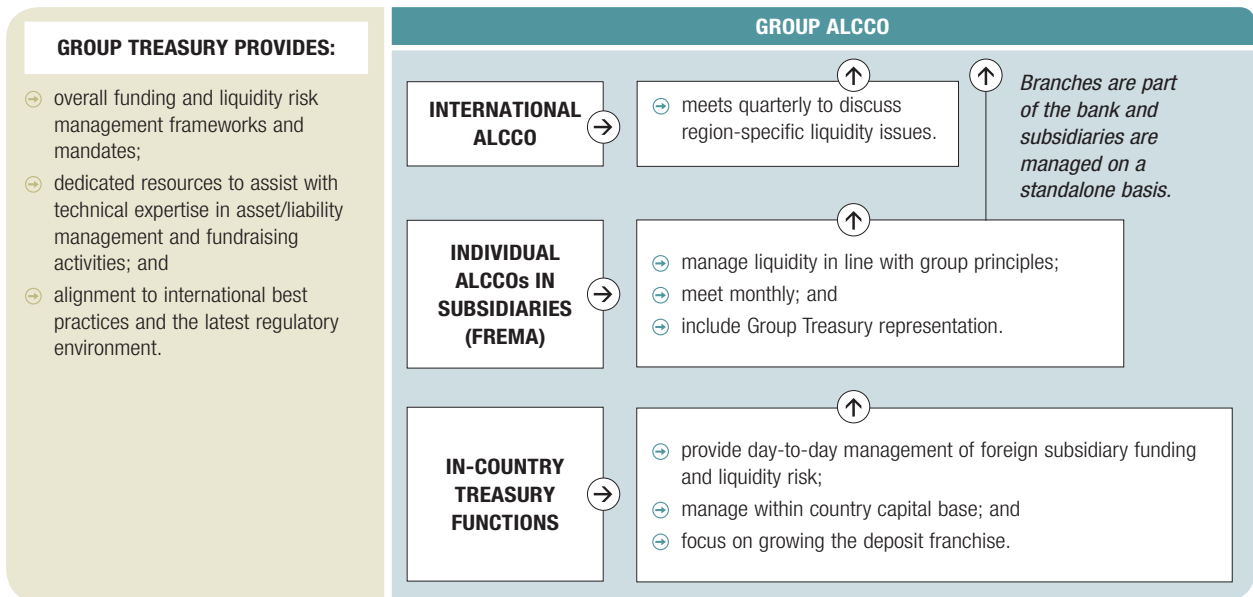 GROUP TREASURY PROVIDES:
overall funding and liquidity risk
management frameworks and
mandates;
dedicated resources to assist with
technical expertise in asset/liability
management and fundraising
activities; and
alignment to international best
practices and the latest regulatory
environment.
GROUP ALCCO
INTERNATIONAL
ALCCO
meets quarterly to discuss
region-specific liquidity issues.
Branches are part
of the bank and
subsidiaries are
managed on a
standalone basis.
INDIVIDUAL
ALCCOs IN
SUBSIDIARIES
(FREMA)
manage liquidity in line with group principles;
meet monthly; and
include Group Treasury representation.
IN-COUNTRY
TREASURY
FUNCTIONS
provide day-to-day management of foreign subsidiary funding
and liquidity risk;
manage within country capital base; and
focus on growing the deposit franchise.